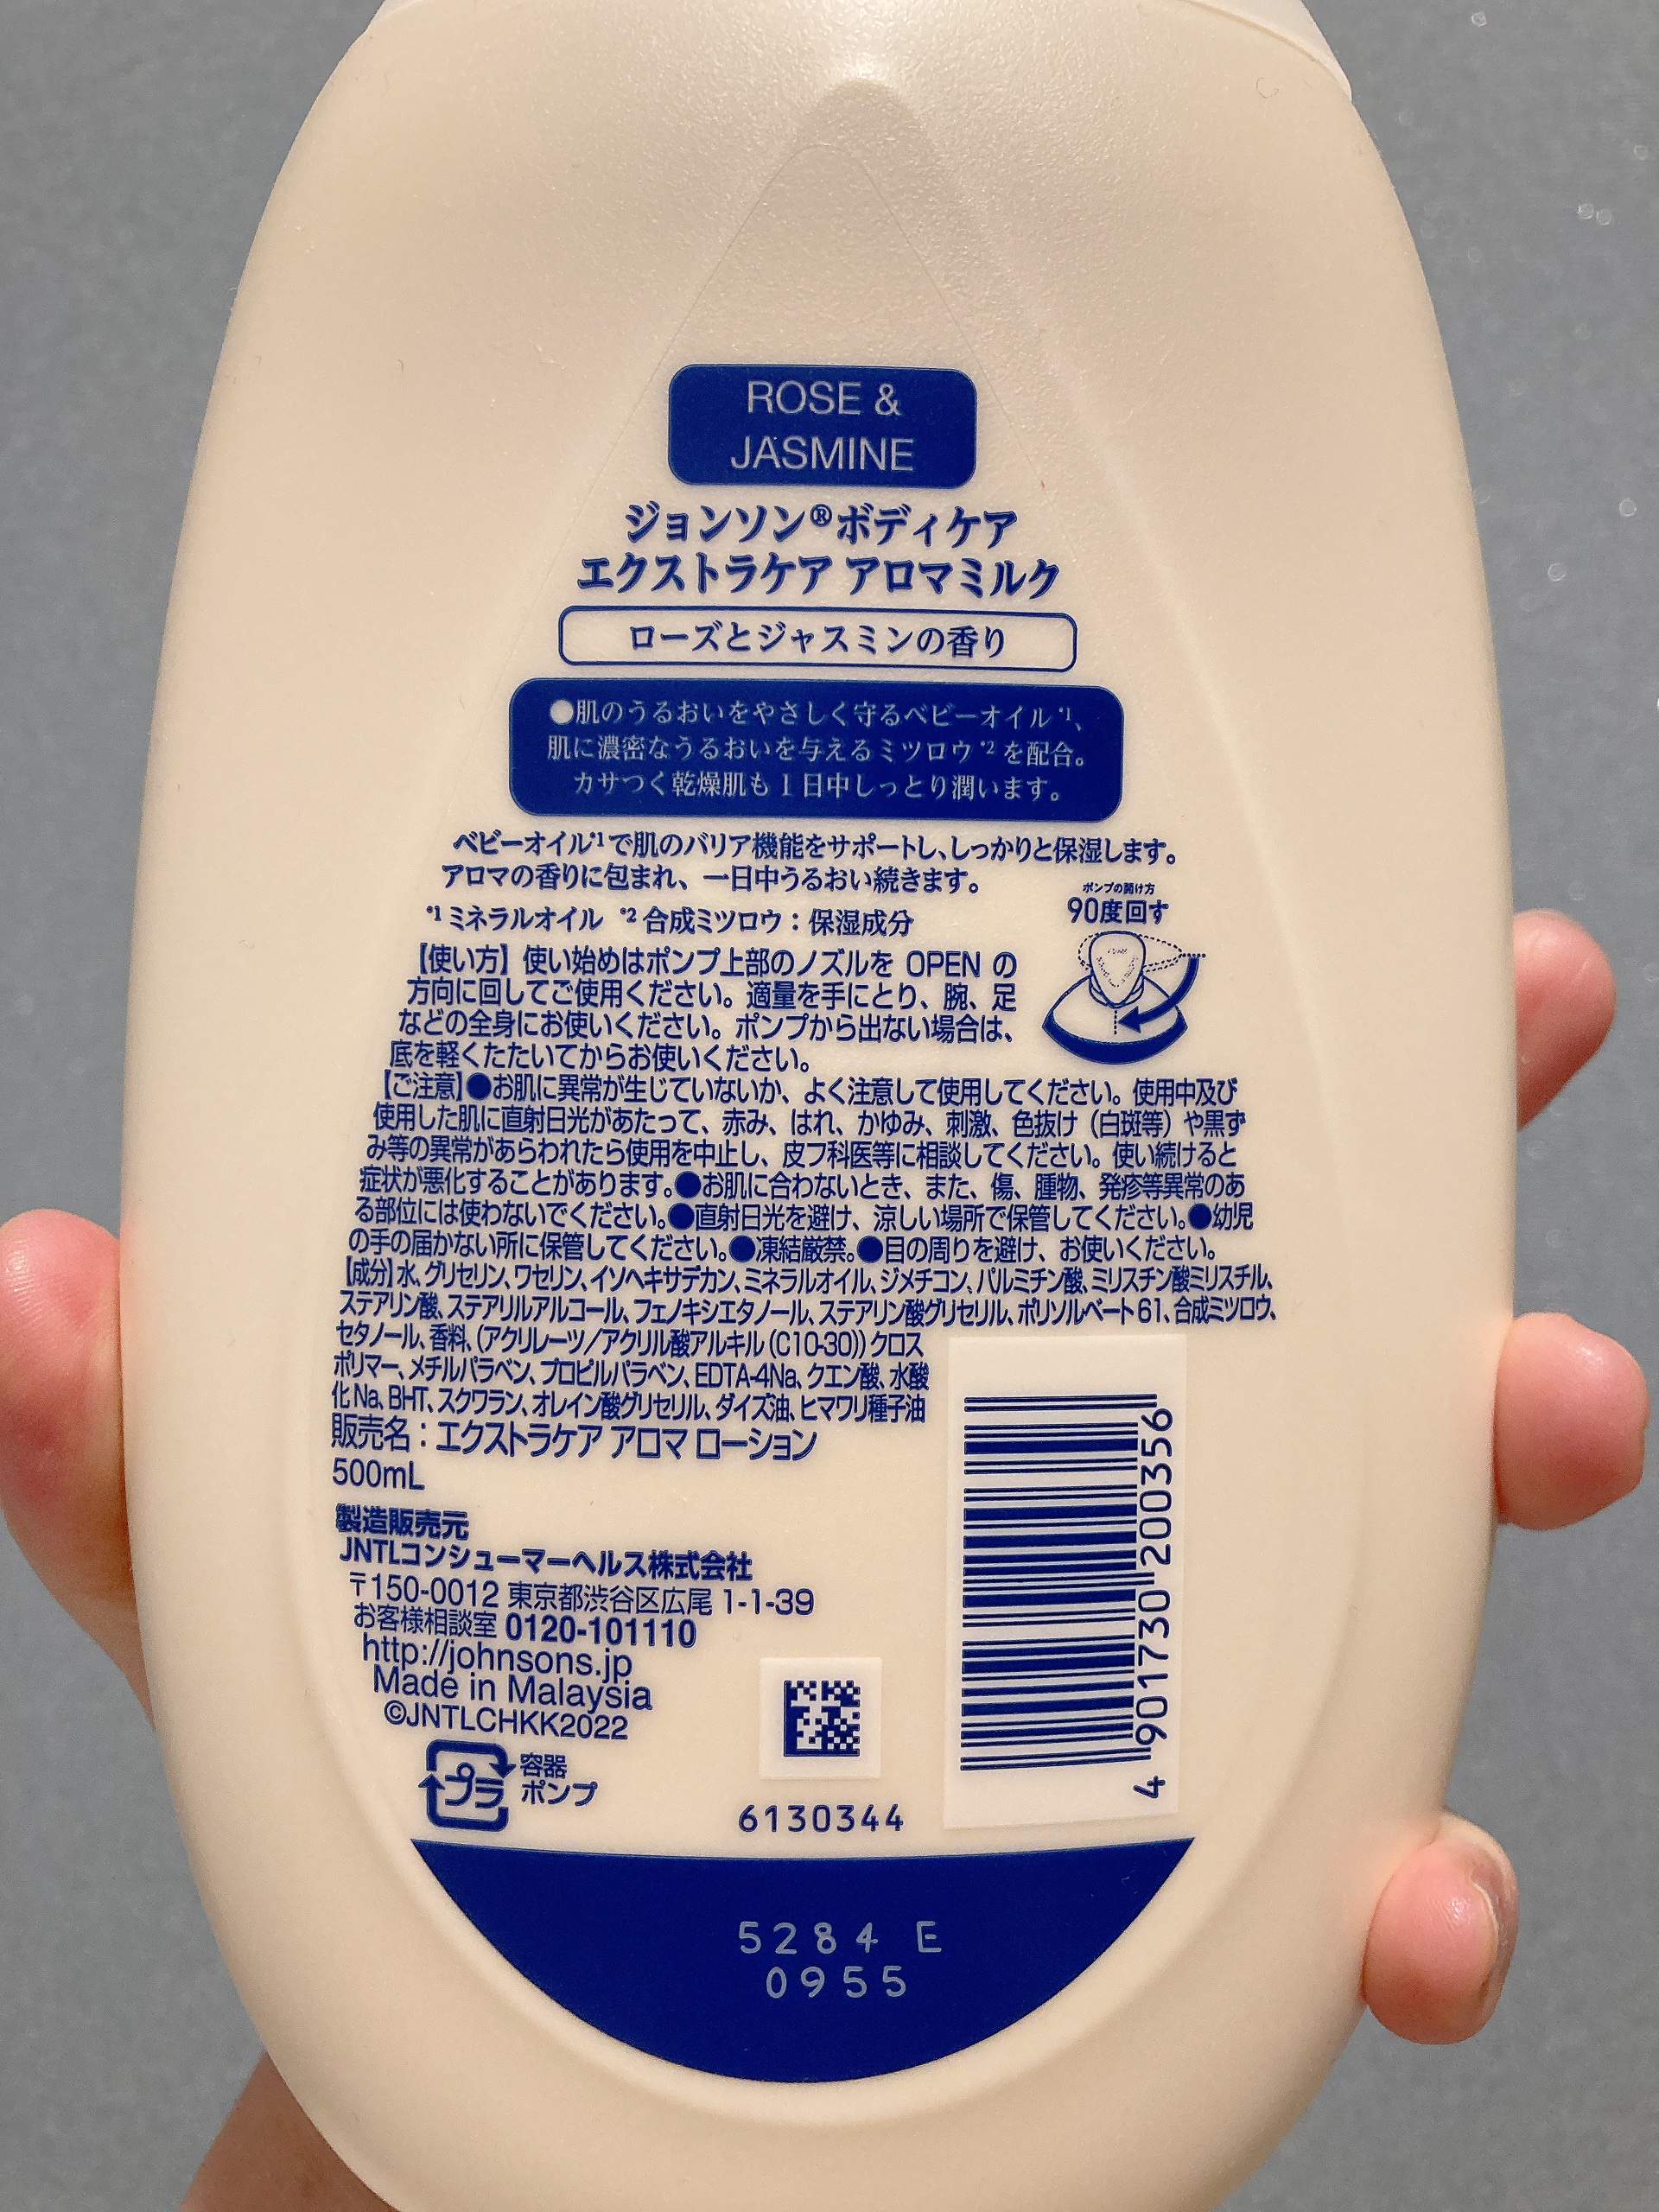 ROSE &
JASMINE
ジョンソン®ボディケア
エクストラケア アロマミルク
ローズとジャスミンの香り
●肌のうるおいをやさしく守るベビーオイル*1、
肌に濃密なうるおいを与えるミツロウ*2を配合。
カサつく乾燥肌も1日中しっとり潤います。
ベビーオイル*1で肌のバリア機能をサポートし、しっかりと保湿します。
アロマの香りに包まれ、一日中うるおい続きます。
*1 ミネラルオイル *2 合成ミツロウ：保湿成分
ポンプの開け方
90度回す
【使い方】使い始めはポンプ上部のノズルを OPEN の
方向に回してご使用ください。適量を手にとり、腕、足
などの全身にお使いください。ポンプから出ない場合は、
底を軽くたたいてからお使いください。
【ご注意】●お肌に異常が生じていないか、よく注意して使用してください。使用中及び
使用した肌に直射日光があたって、赤み、はれ、かゆみ、刺激、色抜け（白斑等）や黒ず
み等の異常があらわれたら使用を中止し、皮フ科医等に相談してください。使い続けると
症状が悪化することがあります。●お肌に合わないとき、また、傷、腫物、発疹等異常のあ
る部位には使わないでください。●直射日光を避け、涼しい場所で保管してください。●幼児
の手の届かない所に保管してください。●凍結厳禁。●目の周りを避け、お使いください。
【成分】水、グリセリン、ワセリン、イソヘキサデカン、ミネラルオイル、ジメチコン、パルミチン酸、ミリスチン酸ミリスチル、
ステアリン酸、ステアリルアルコール、フェノキシエタノール、ステアリン酸グリセリル、ポリソルベート61、合成ミツロウ、
セタノール、香料、（アクリレーツ／アクリル酸アルキル（C10-30））クロス
ポリマー、メチルパラベン、プロピルパラベン、EDTA-4Na、クエン酸、水酸
化Na、BHT、スクワラン、オレイン酸グリセリル、ダイズ油、ヒマワリ種子油
販売名：エクストラケア アロマ ローション
500mL
製造販売元
JNTLコンシューマーヘルス株式会社
〒150-0012 東京都渋谷区広尾 1-1-39
お客様相談室 0120-101110
http://johnsons.jp
Made in Malaysia
©JNTLCHKK2022
プラ
容器
ポンプ
6130344
4 901730 200356
5284 E
0955